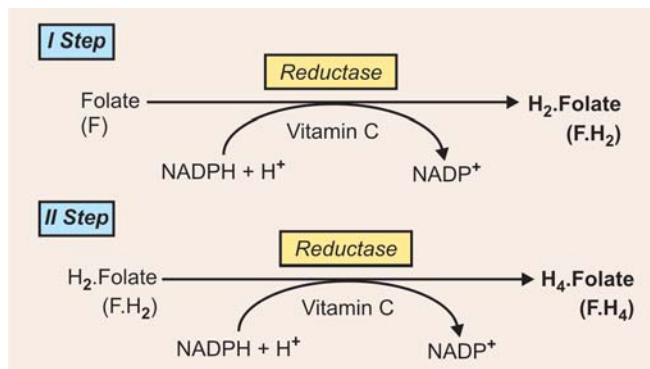 I Step
Reductase
Folate
(F)
H₂.Folate
(F.H₂)
Vitamin C
NADPH + H⁺
NADP⁺
II Step
Reductase
H₂.Folate
(F.H₂)
H₄.Folate
(F.H₄)
Vitamin C
NADPH + H⁺
NADP⁺